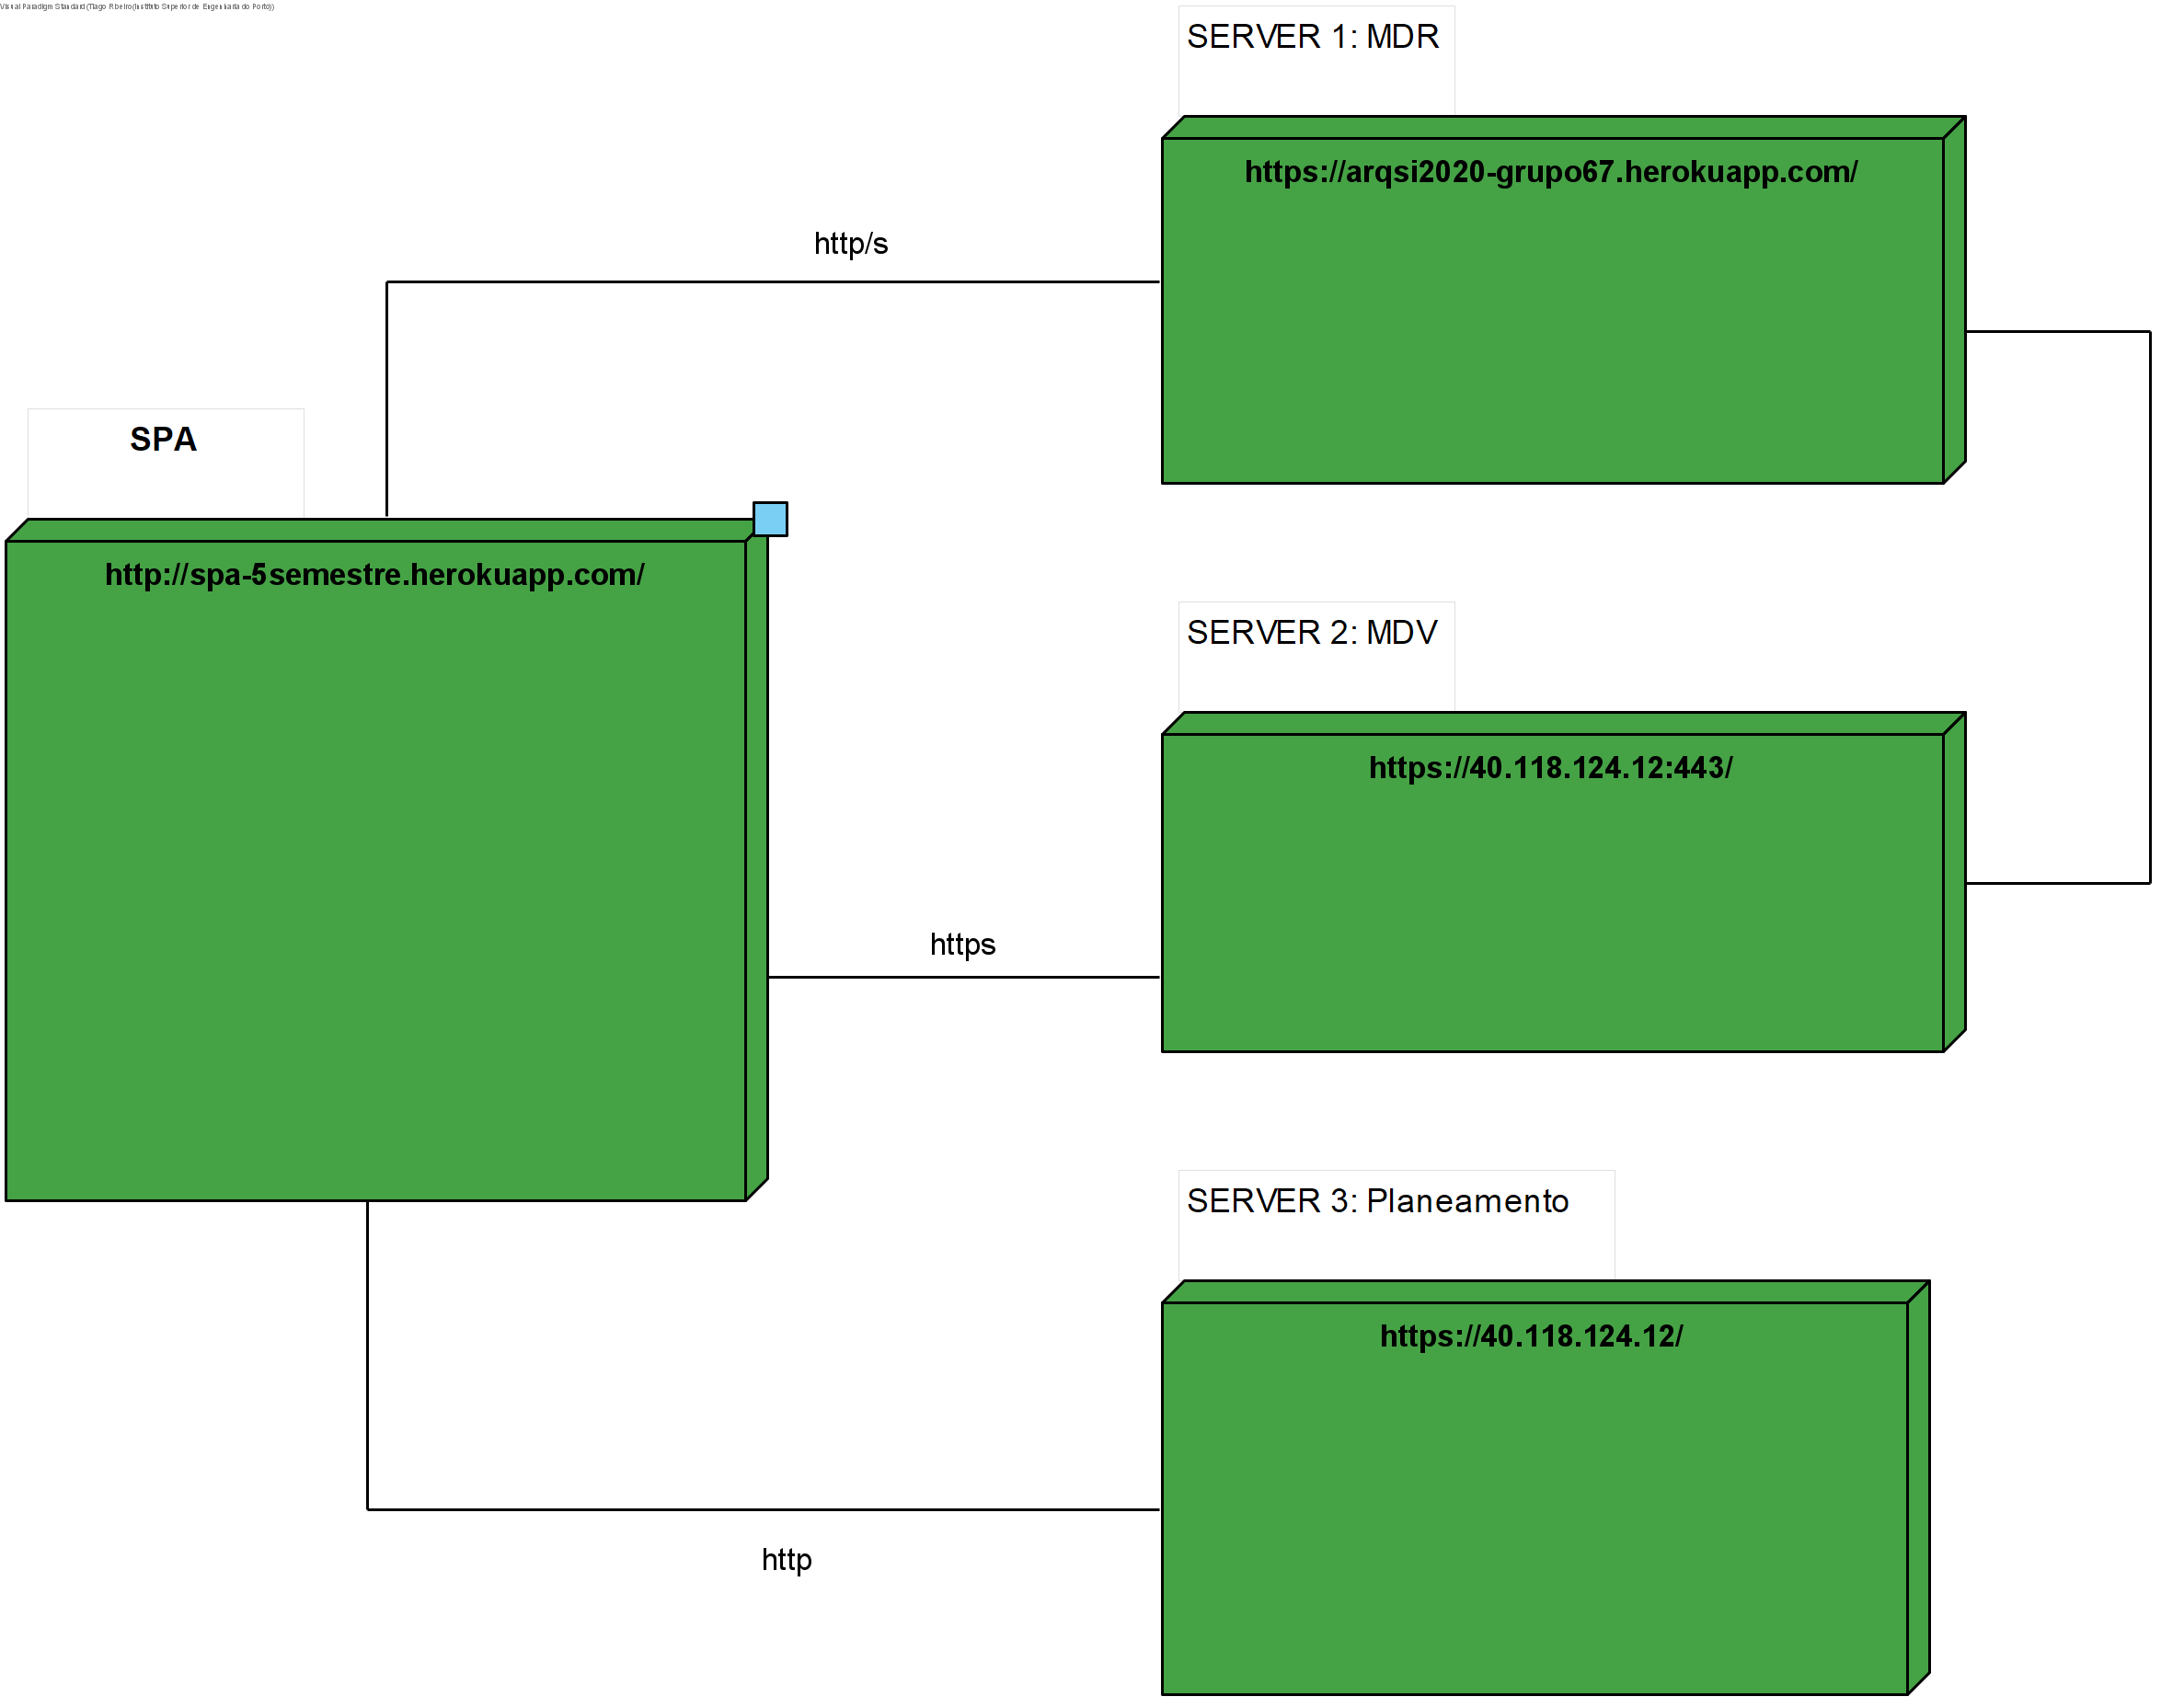 Visual Paradigm Standard(Tiago Ribeiro(Instituto Superior de Engenharia do Porto))
SERVER 1: MDR
https://arqsi2020-grupo67.herokuapp.com/
http/s
SPA
http://spa-5semestre.herokuapp.com/
SERVER 2: MDV
https://40.118.124.12:443/
https
SERVER 3: Planeamento
https://40.118.124.12/
http